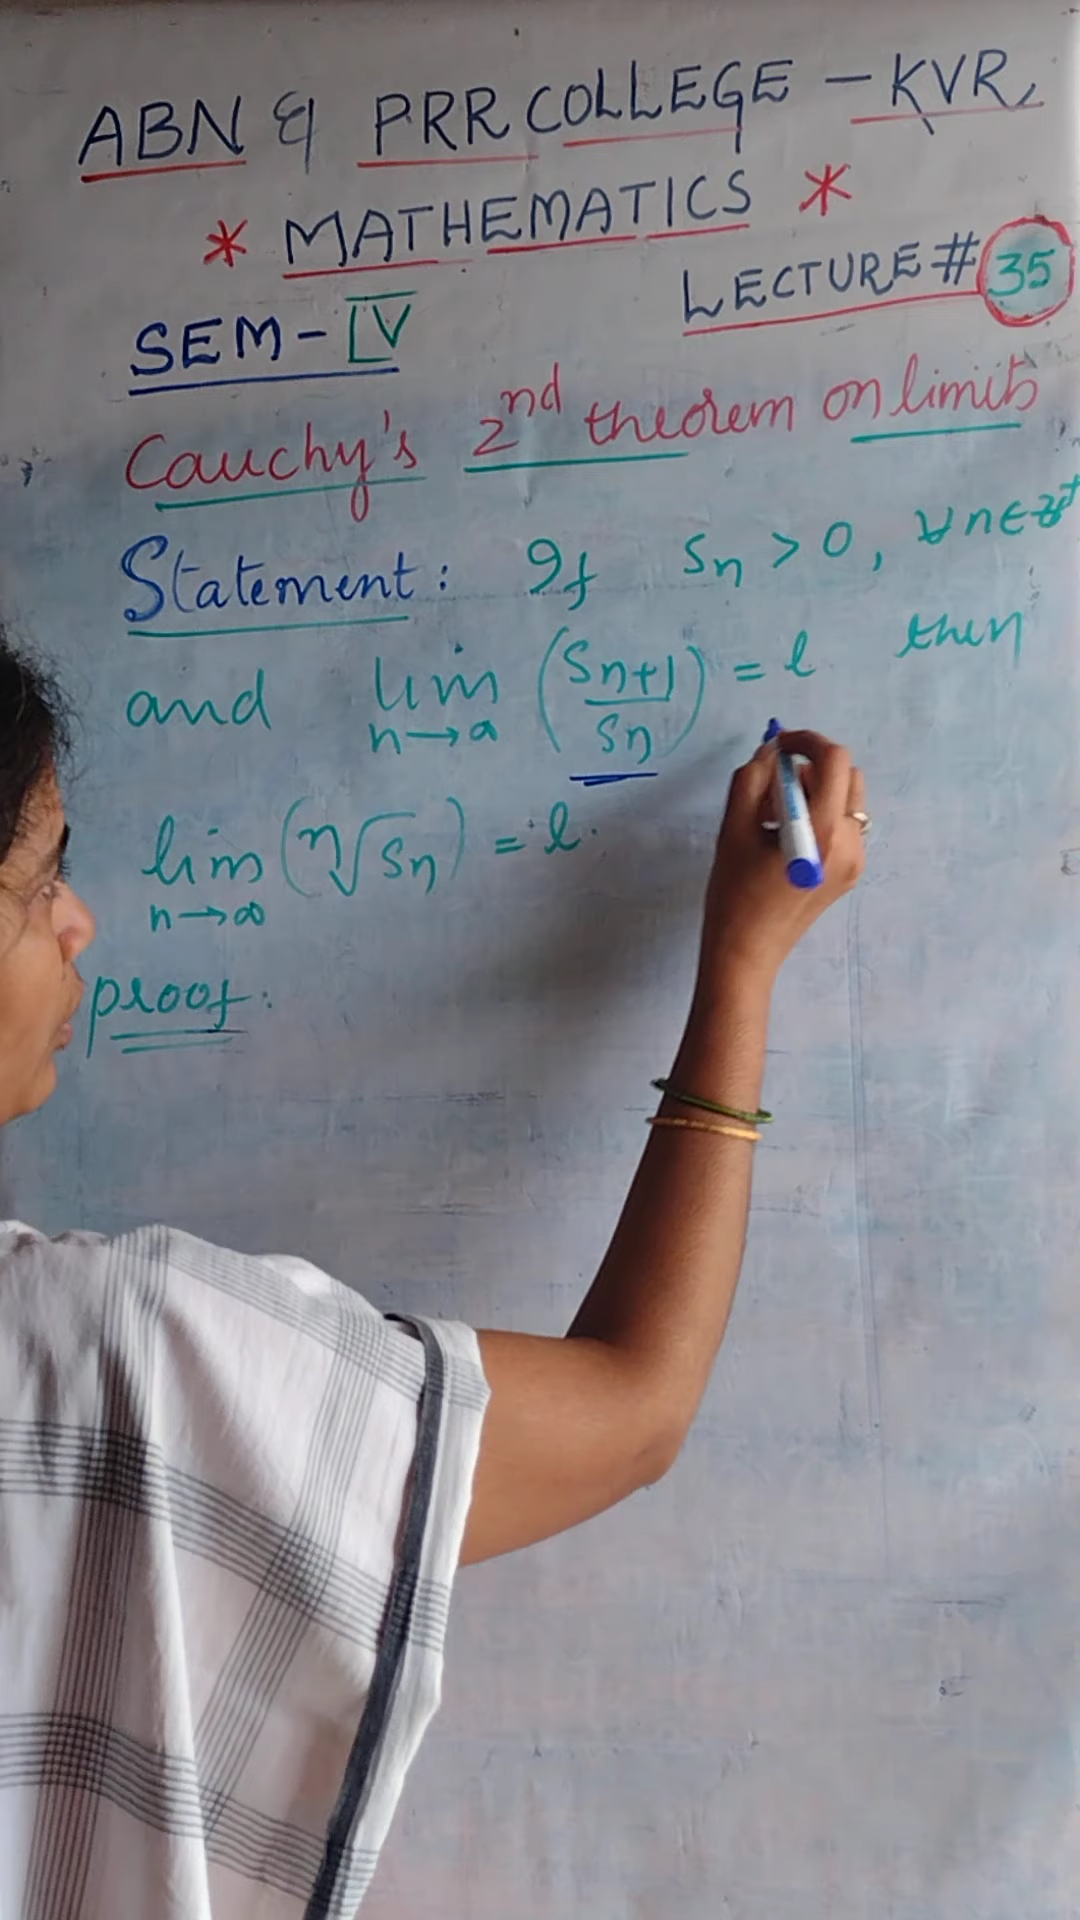 ABN & PRR COLLEGE - KVR
* MATHEMATICS *
LECTURE # 35
SEM - IV
Cauchy's 2nd theorem on limits
Statement: If Sn > 0, ∀ n ∈ Z⁺
and lim n→∞ (Sn+1/Sn) = l then
lim n→∞ (ⁿ√Sn) = l.
proof: